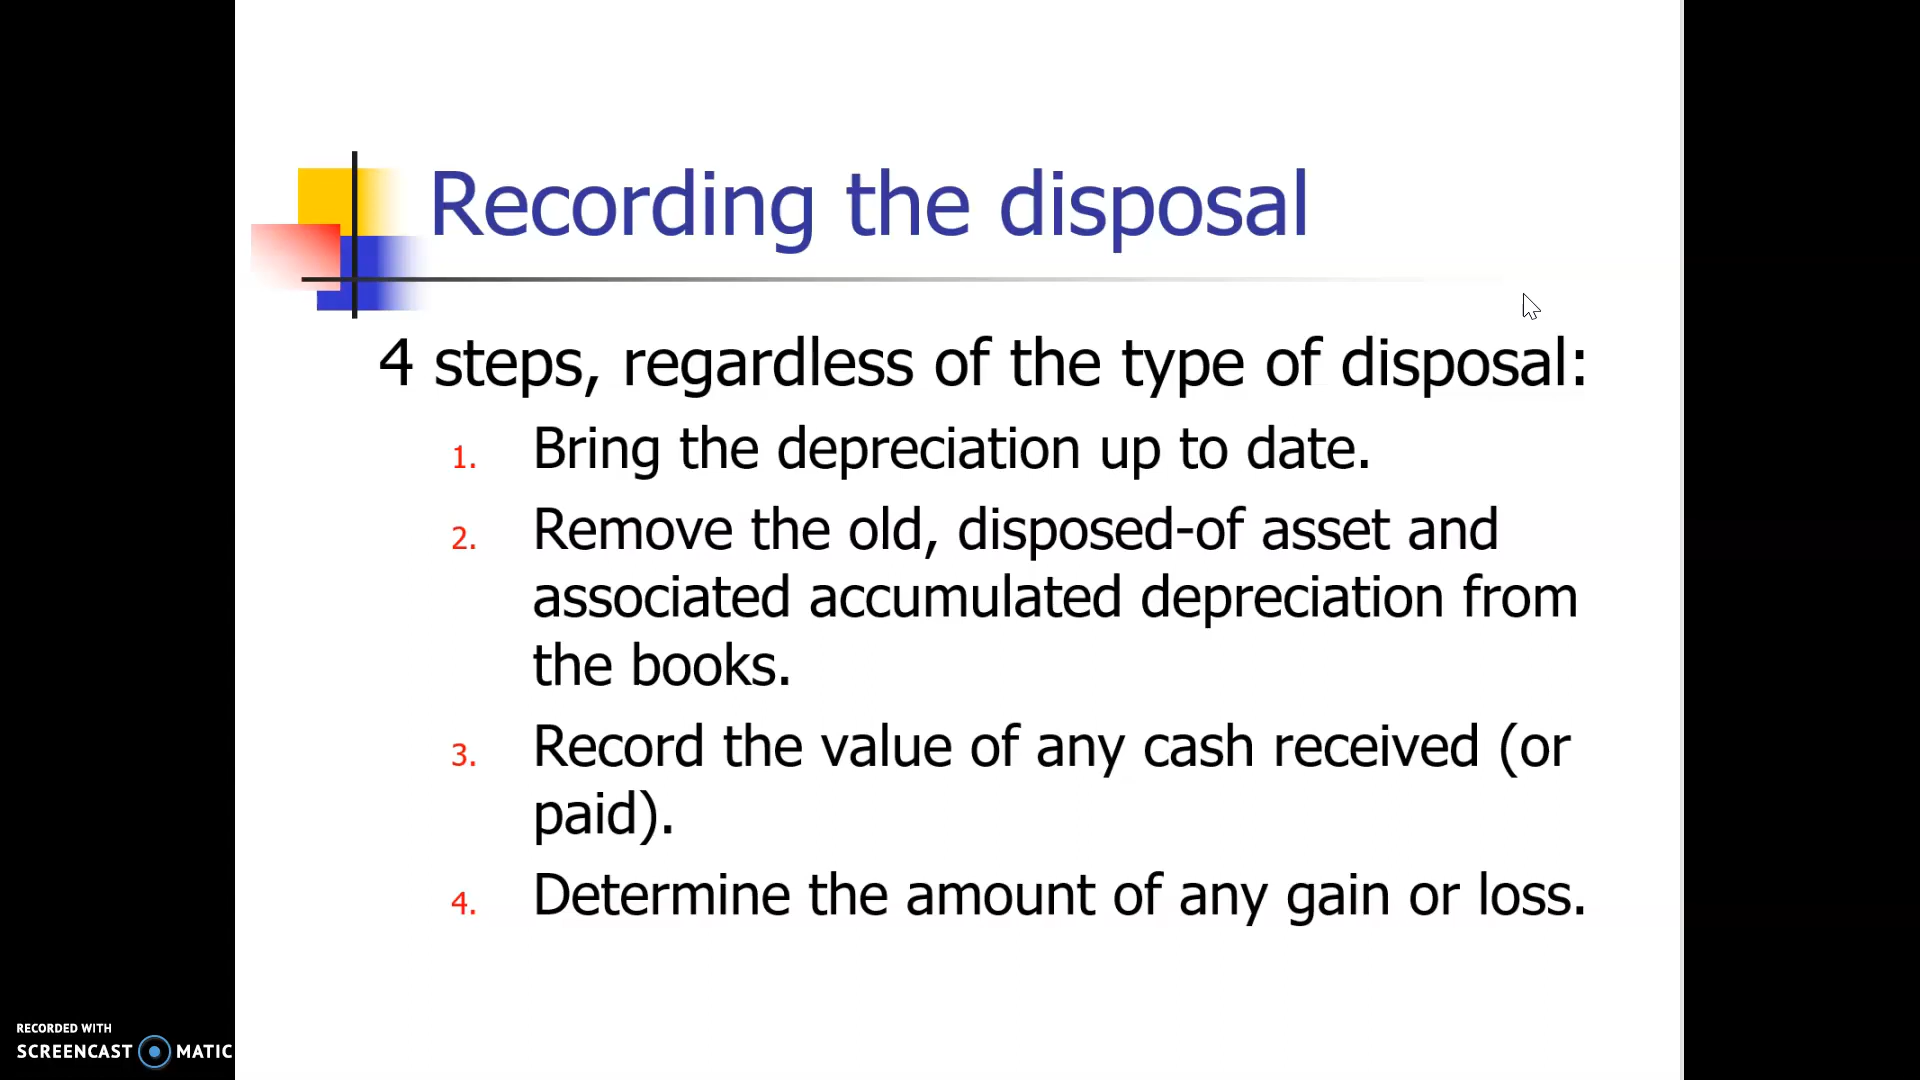 Recording the disposal
4 steps, regardless of the type of disposal:
1. Bring the depreciation up to date.
2. Remove the old, disposed-of asset and
associated accumulated depreciation from
the books.
3. Record the value of any cash received (or
paid).
4. Determine the amount of any gain or loss.
RECORDED WITH
SCREENCAST MATIC